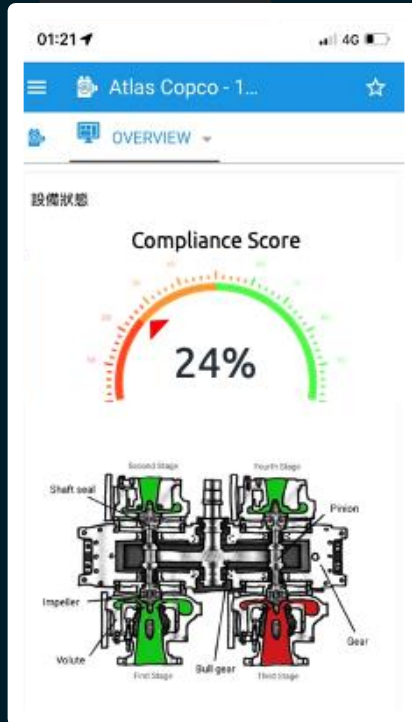 01:21
4G
Atlas Copco - 1...
OVERVIEW
設備狀態
Compliance Score
24%
Second Stage
Fourth Stage
Shaft seal
Pinion
Impeller
Volute
Bull gear
Gear
First Stage
Third Stage